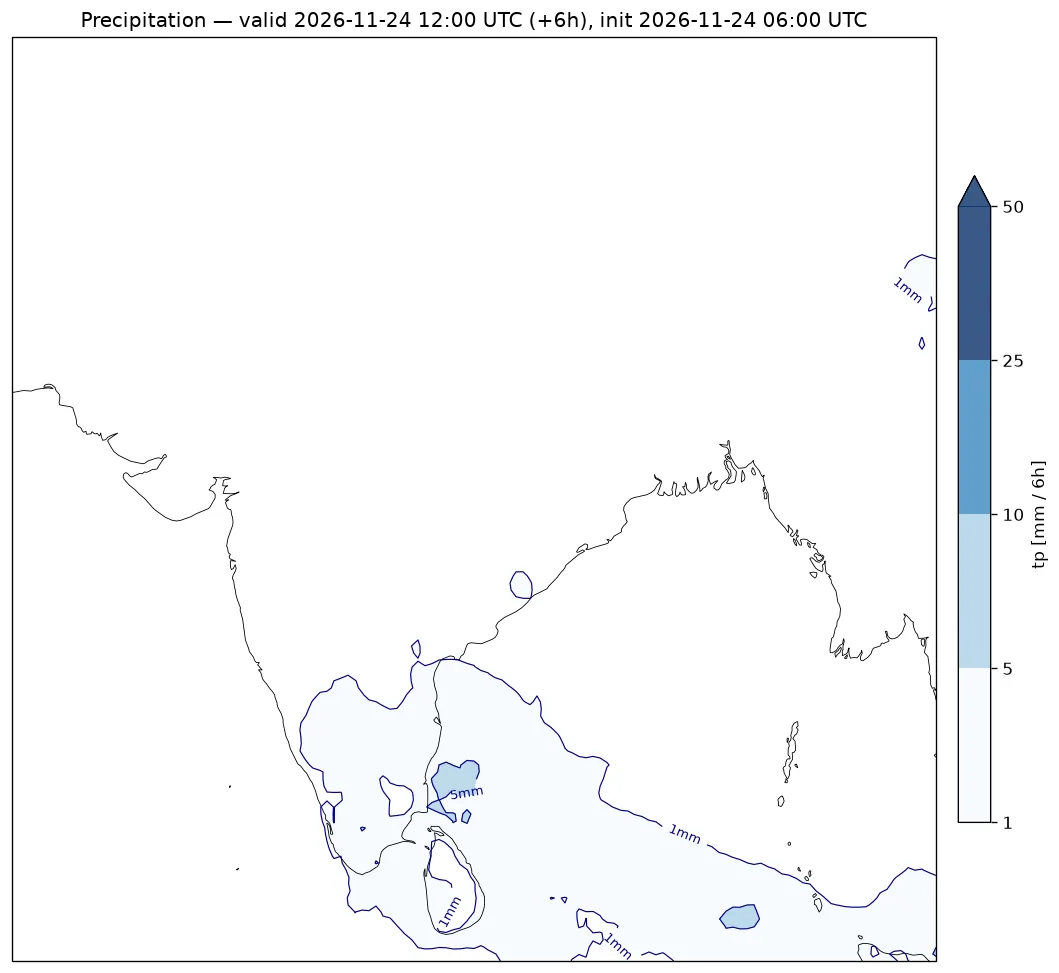 Precipitation — valid 2026-11-24 12:00 UTC (+6h), init 2026-11-24 06:00 UTC
50
1mm
25
tp [mm / 6h]
10
5
5mm
1mm
1
1mm
1mm